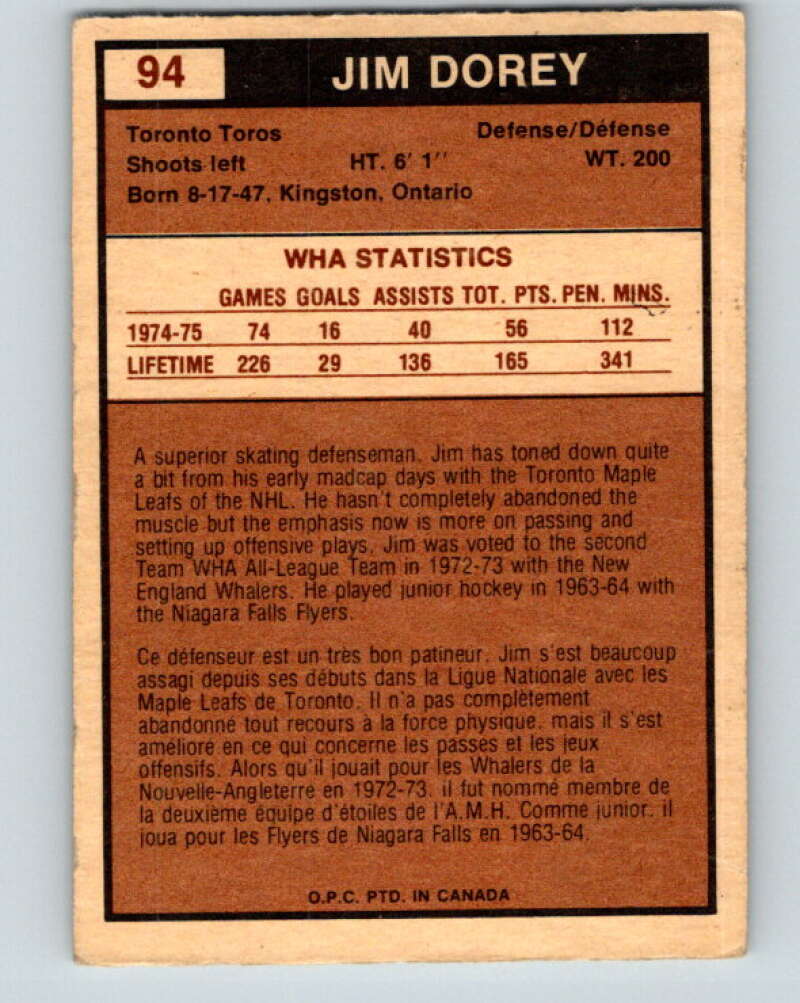 94 JIM DOREY
Toronto Toros Defense/Défense
Shoots left HT. 6' 1'' WT. 200
Born 8-17-47, Kingston, Ontario
WHA STATISTICS
GAMES GOALS ASSISTS TOT. PTS. PEN. MINS.
1974-75 74 16 40 56 112
LIFETIME 226 29 136 165 341
A superior skating defenseman, Jim has toned down quite
a bit from his early madcap days with the Toronto Maple
Leafs of the NHL. He hasn't completely abandoned the
muscle but the emphasis now is more on passing and
setting up offensive plays. Jim was voted to the second
Team WHA All-League Team in 1972-73 with the New
England Whalers. He played junior hockey in 1963-64 with
the Niagara Falls Flyers.
Ce défenseur est un très bon patineur. Jim s'est beaucoup
assagi depuis ses débuts dans la Ligue Nationale avec les
Maple Leafs de Toronto. Il n'a pas complètement
abandonné tout recours à la force physique, mais il s'est
amélioré en ce qui concerne les passes et les jeux
offensifs. Alors qu'il jouait pour les Whalers de la
Nouvelle-Angleterre en 1972-73, il fut nommé membre de
la deuxième équipe d'étoiles de l'A.M.H. Comme junior, il
joua pour les Flyers de Niagara Falls en 1963-64.
O.P.C. PTD. IN CANADA